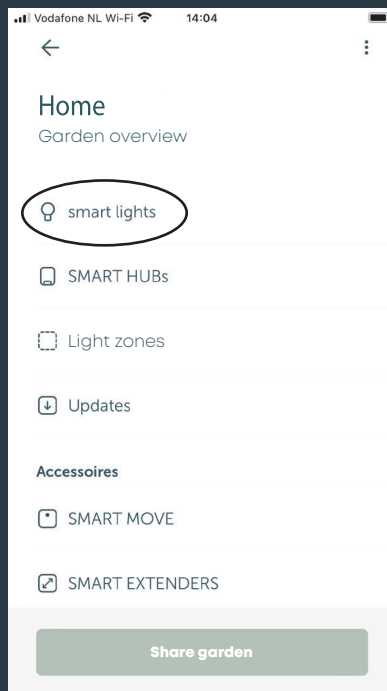 Vodafone NL Wi-Fi 14:04
Home
Garden overview
smart lights
SMART HUBs
Light zones
Updates
Accessoires
SMART MOVE
SMART EXTENDERS
Share garden